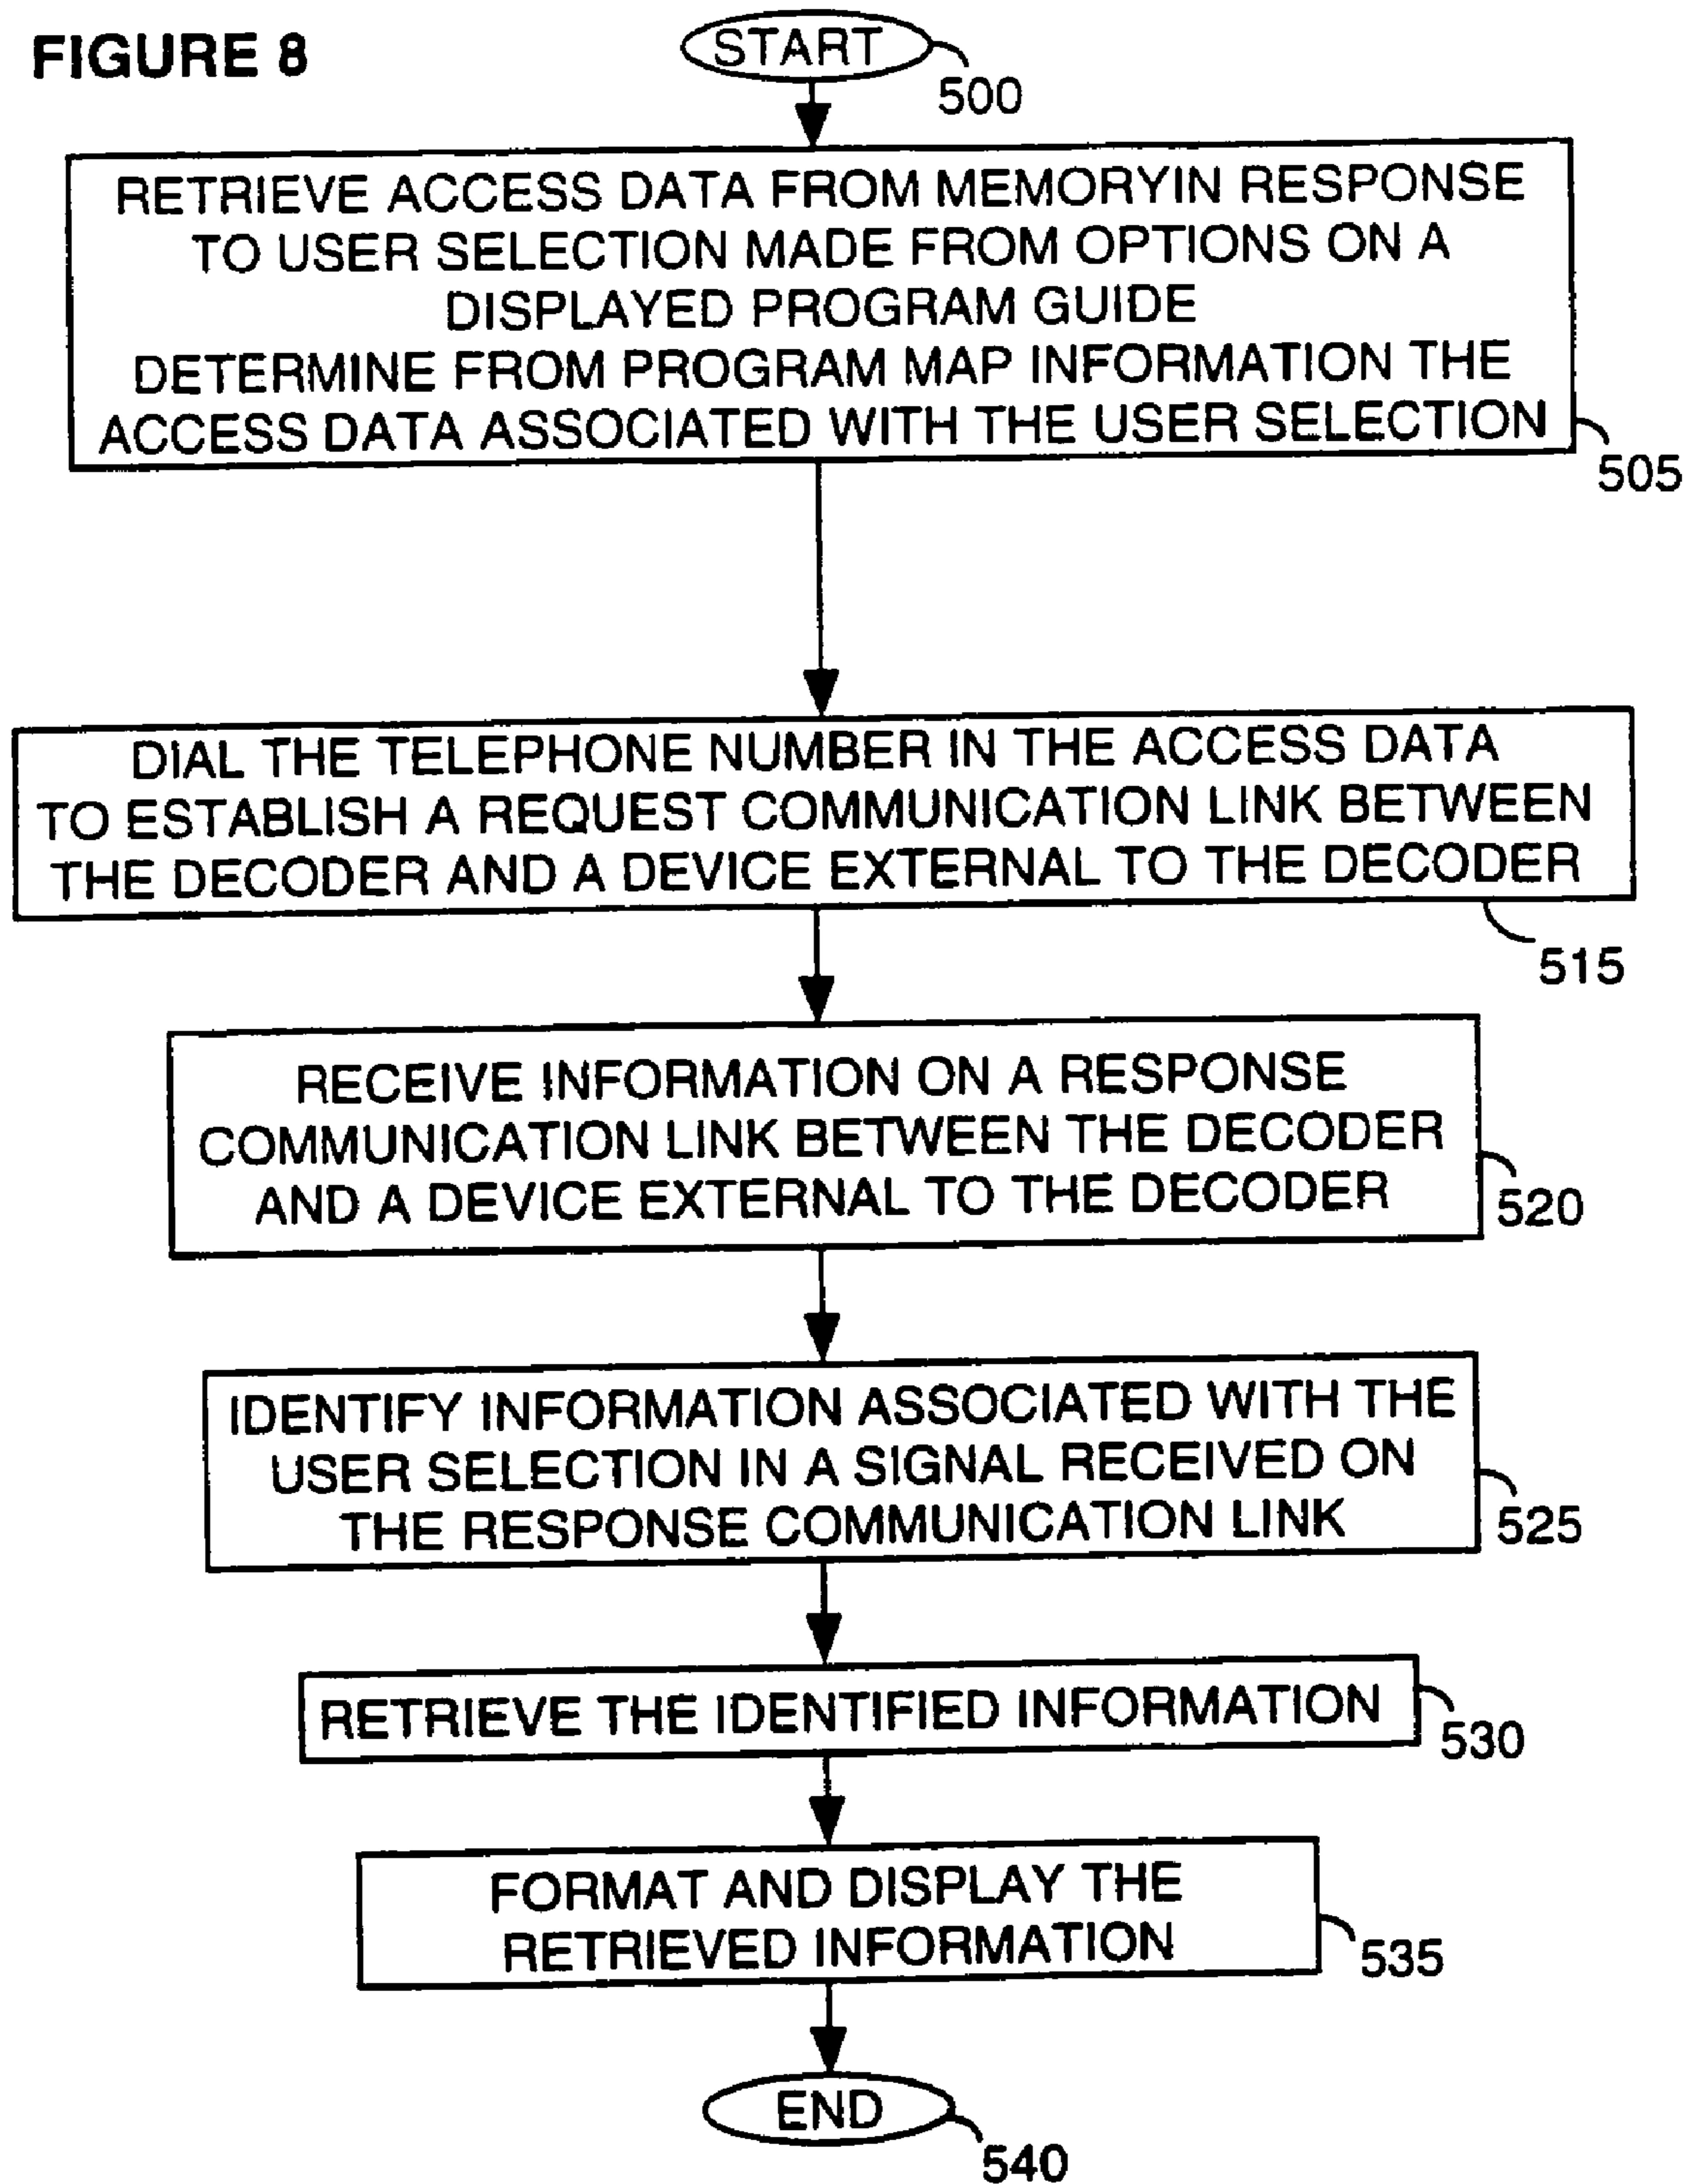 FIGURE 8
START
500
RETRIEVE ACCESS DATA FROM MEMORYIN RESPONSE
TO USER SELECTION MADE FROM OPTIONS ON A
DISPLAYED PROGRAM GUIDE
DETERMINE FROM PROGRAM MAP INFORMATION THE
ACCESS DATA ASSOCIATED WITH THE USER SELECTION
505
DIAL THE TELEPHONE NUMBER IN THE ACCESS DATA
TO ESTABLISH A REQUEST COMMUNICATION LINK BETWEEN
THE DECODER AND A DEVICE EXTERNAL TO THE DECODER
515
RECEIVE INFORMATION ON A RESPONSE
COMMUNICATION LINK BETWEEN THE DECODER
AND A DEVICE EXTERNAL TO THE DECODER
520
IDENTIFY INFORMATION ASSOCIATED WITH THE
USER SELECTION IN A SIGNAL RECEIVED ON
THE RESPONSE COMMUNICATION LINK
525
RETRIEVE THE IDENTIFIED INFORMATION
530
FORMAT AND DISPLAY THE
RETRIEVED INFORMATION
535
END
540